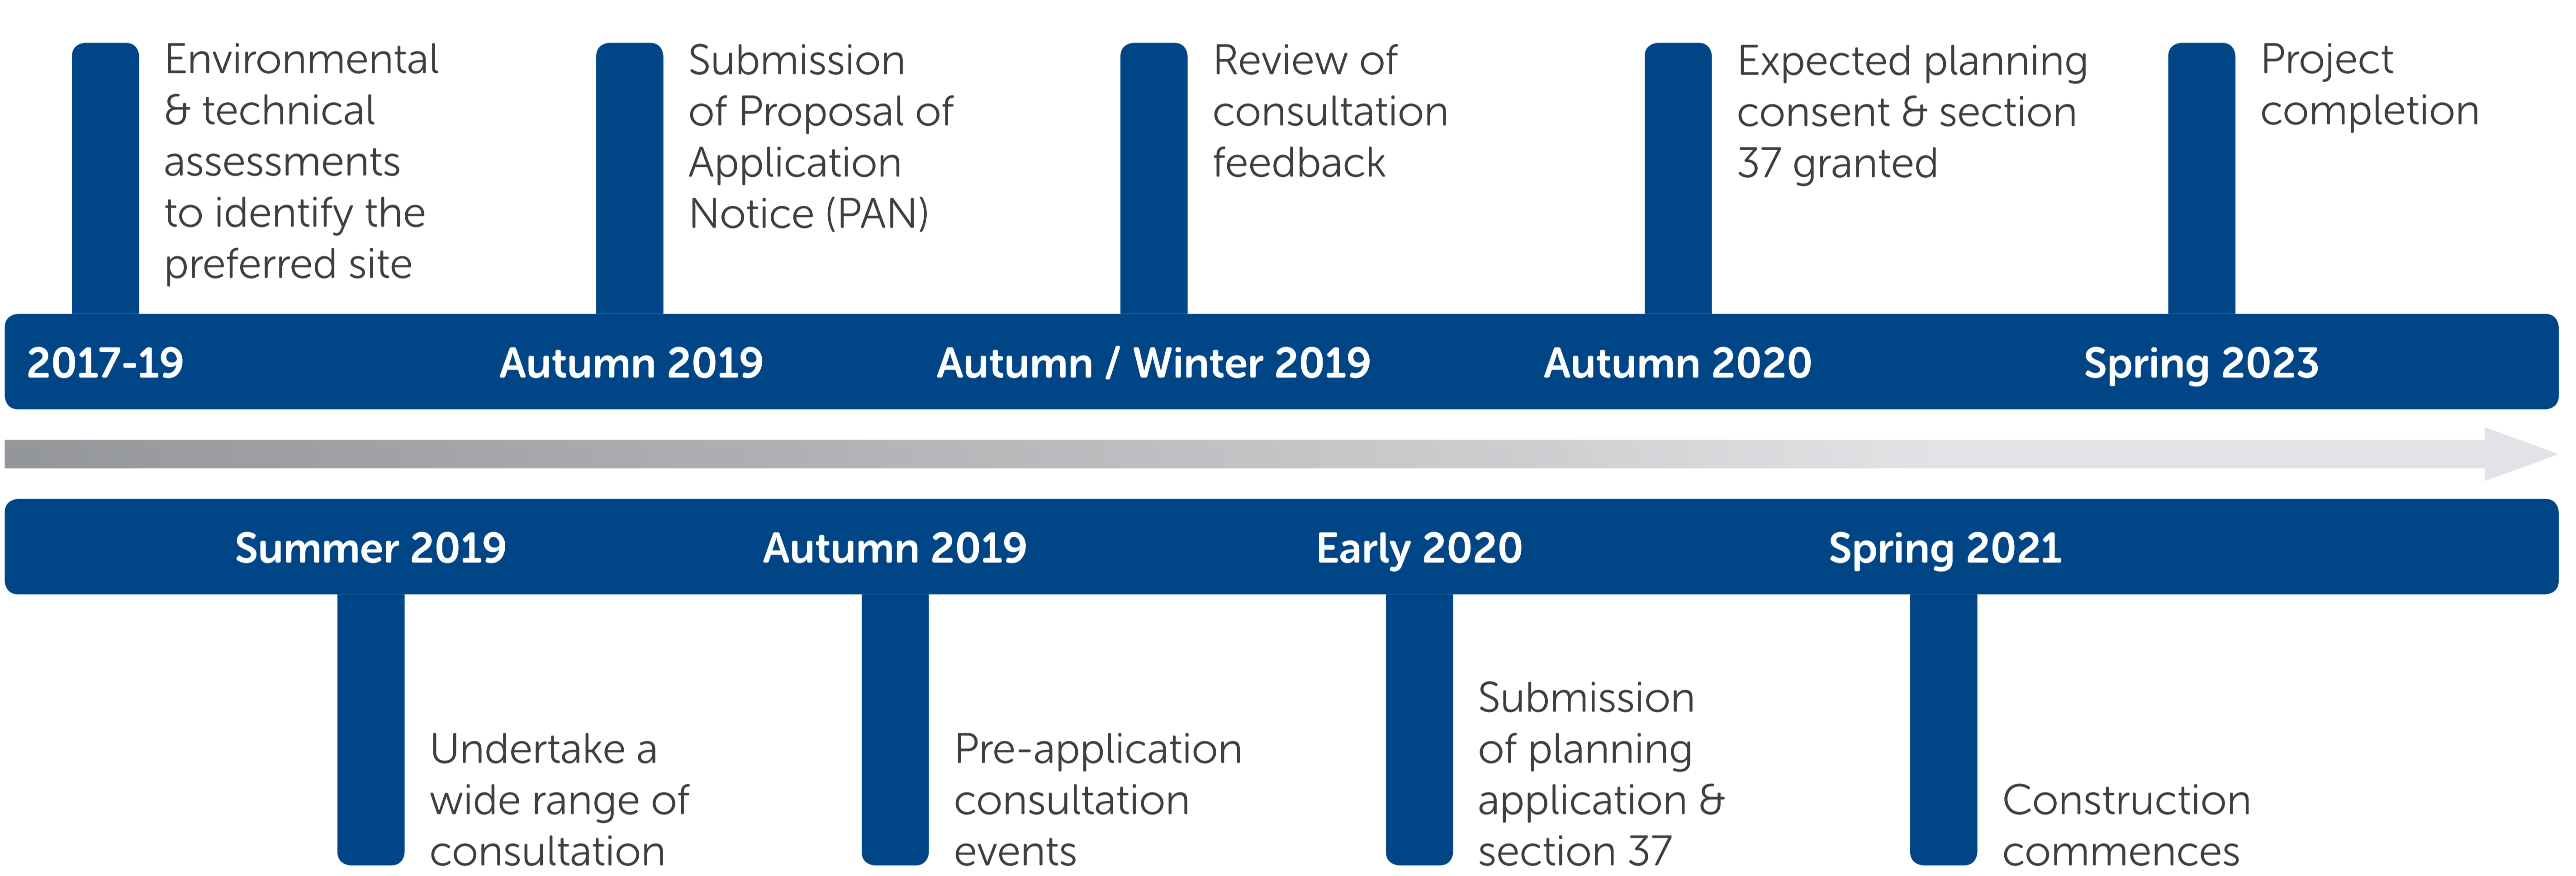 Environmental
& technical
assessments
to identify the
preferred site
Submission
of Proposal of
Application
Notice (PAN)
Review of
consultation
feedback
Expected planning
consent & section
37 granted
Project
completion
2017-19
Autumn 2019
Autumn / Winter 2019
Autumn 2020
Spring 2023
Summer 2019
Autumn 2019
Early 2020
Spring 2021
Undertake a
wide range of
consultation
Pre-application
consultation
events
Submission
of planning
application &
section 37
Construction
commences